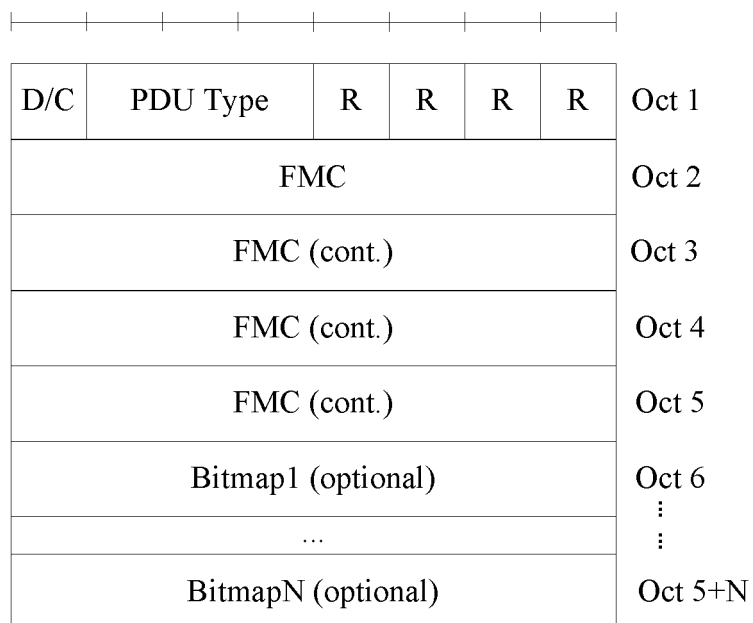 D/C PDU Type R R R R Oct 1
FMC Oct 2
FMC (cont.) Oct 3
FMC (cont.) Oct 4
FMC (cont.) Oct 5
Bitmap1 (optional) Oct 6
...
BitmapN (optional) Oct 5+N